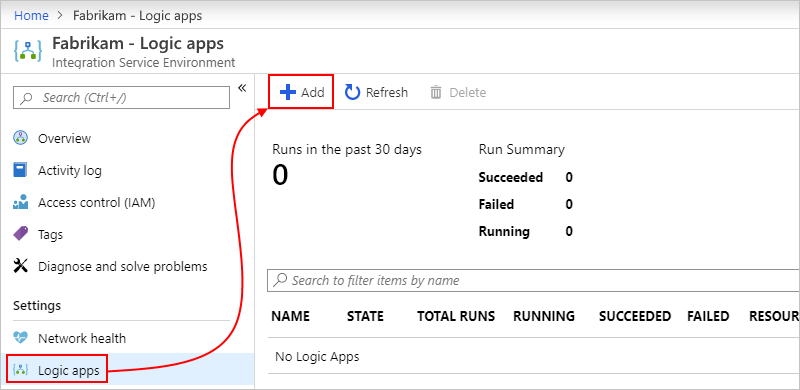 Home > Fabrikam - Logic apps
Fabrikam - Logic apps
Integration Service Environment
Search (Ctrl+/)
«
Overview
Activity log
Access control (IAM)
Tags
Diagnose and solve problems
Settings
Network health
Logic apps
Add Refresh Delete
Runs in the past 30 days
0
Run Summary
Succeeded 0
Failed 0
Running 0
Search to filter items by name
NAME STATE TOTAL RUNS RUNNING SUCCEEDED FAILED RESOUR
No Logic Apps